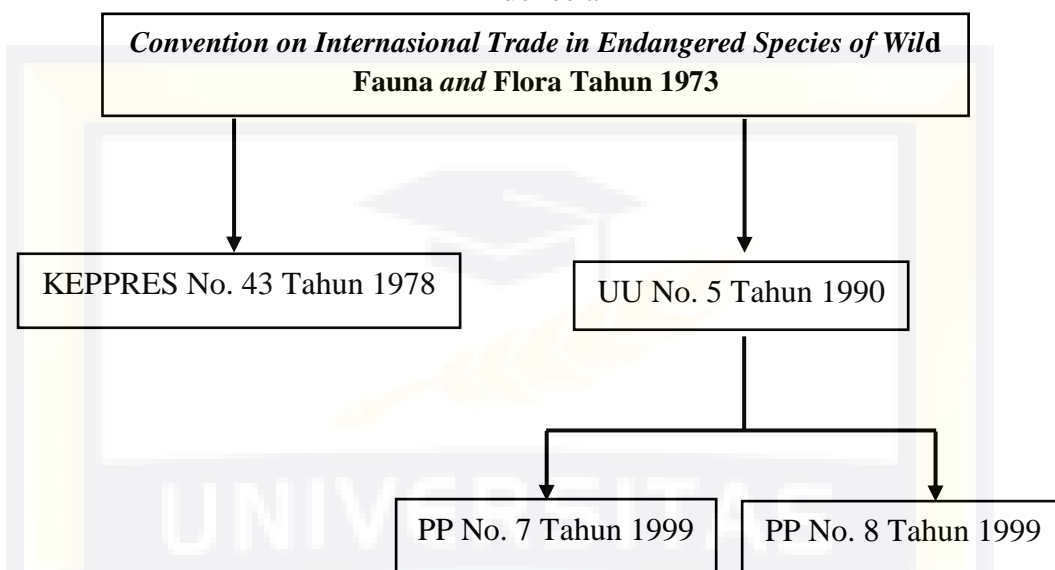 Convention on Internasional Trade in Endangered Species of Wild
Fauna and Flora Tahun 1973
KEPPRES No. 43 Tahun 1978
UU No. 5 Tahun 1990
PP No. 7 Tahun 1999
PP No. 8 Tahun 1999
UNIVERSITAS